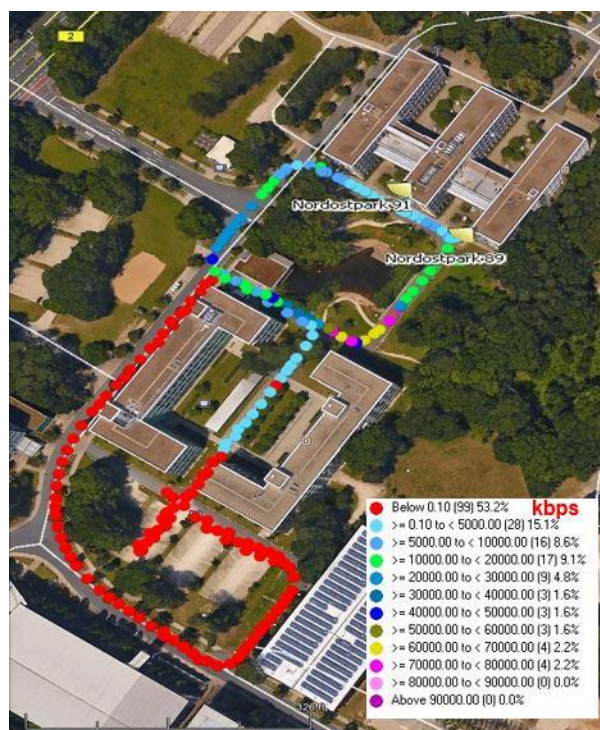 2
Nordostpark 91
Nordostpark 89
Below 0.10 (99) 53.2% kbps
>= 0.10 to < 5000.00 (28) 15.1%
>= 5000.00 to < 10000.00 (16) 8.6%
>= 10000.00 to < 20000.00 (17) 9.1%
>= 20000.00 to < 30000.00 (9) 4.8%
>= 30000.00 to < 40000.00 (3) 1.6%
>= 40000.00 to < 50000.00 (3) 1.6%
>= 50000.00 to < 60000.00 (3) 1.6%
>= 60000.00 to < 70000.00 (4) 2.2%
>= 70000.00 to < 80000.00 (4) 2.2%
>= 80000.00 to < 90000.00 (0) 0.0%
Above 90000.00 (0) 0.0%
326 ft